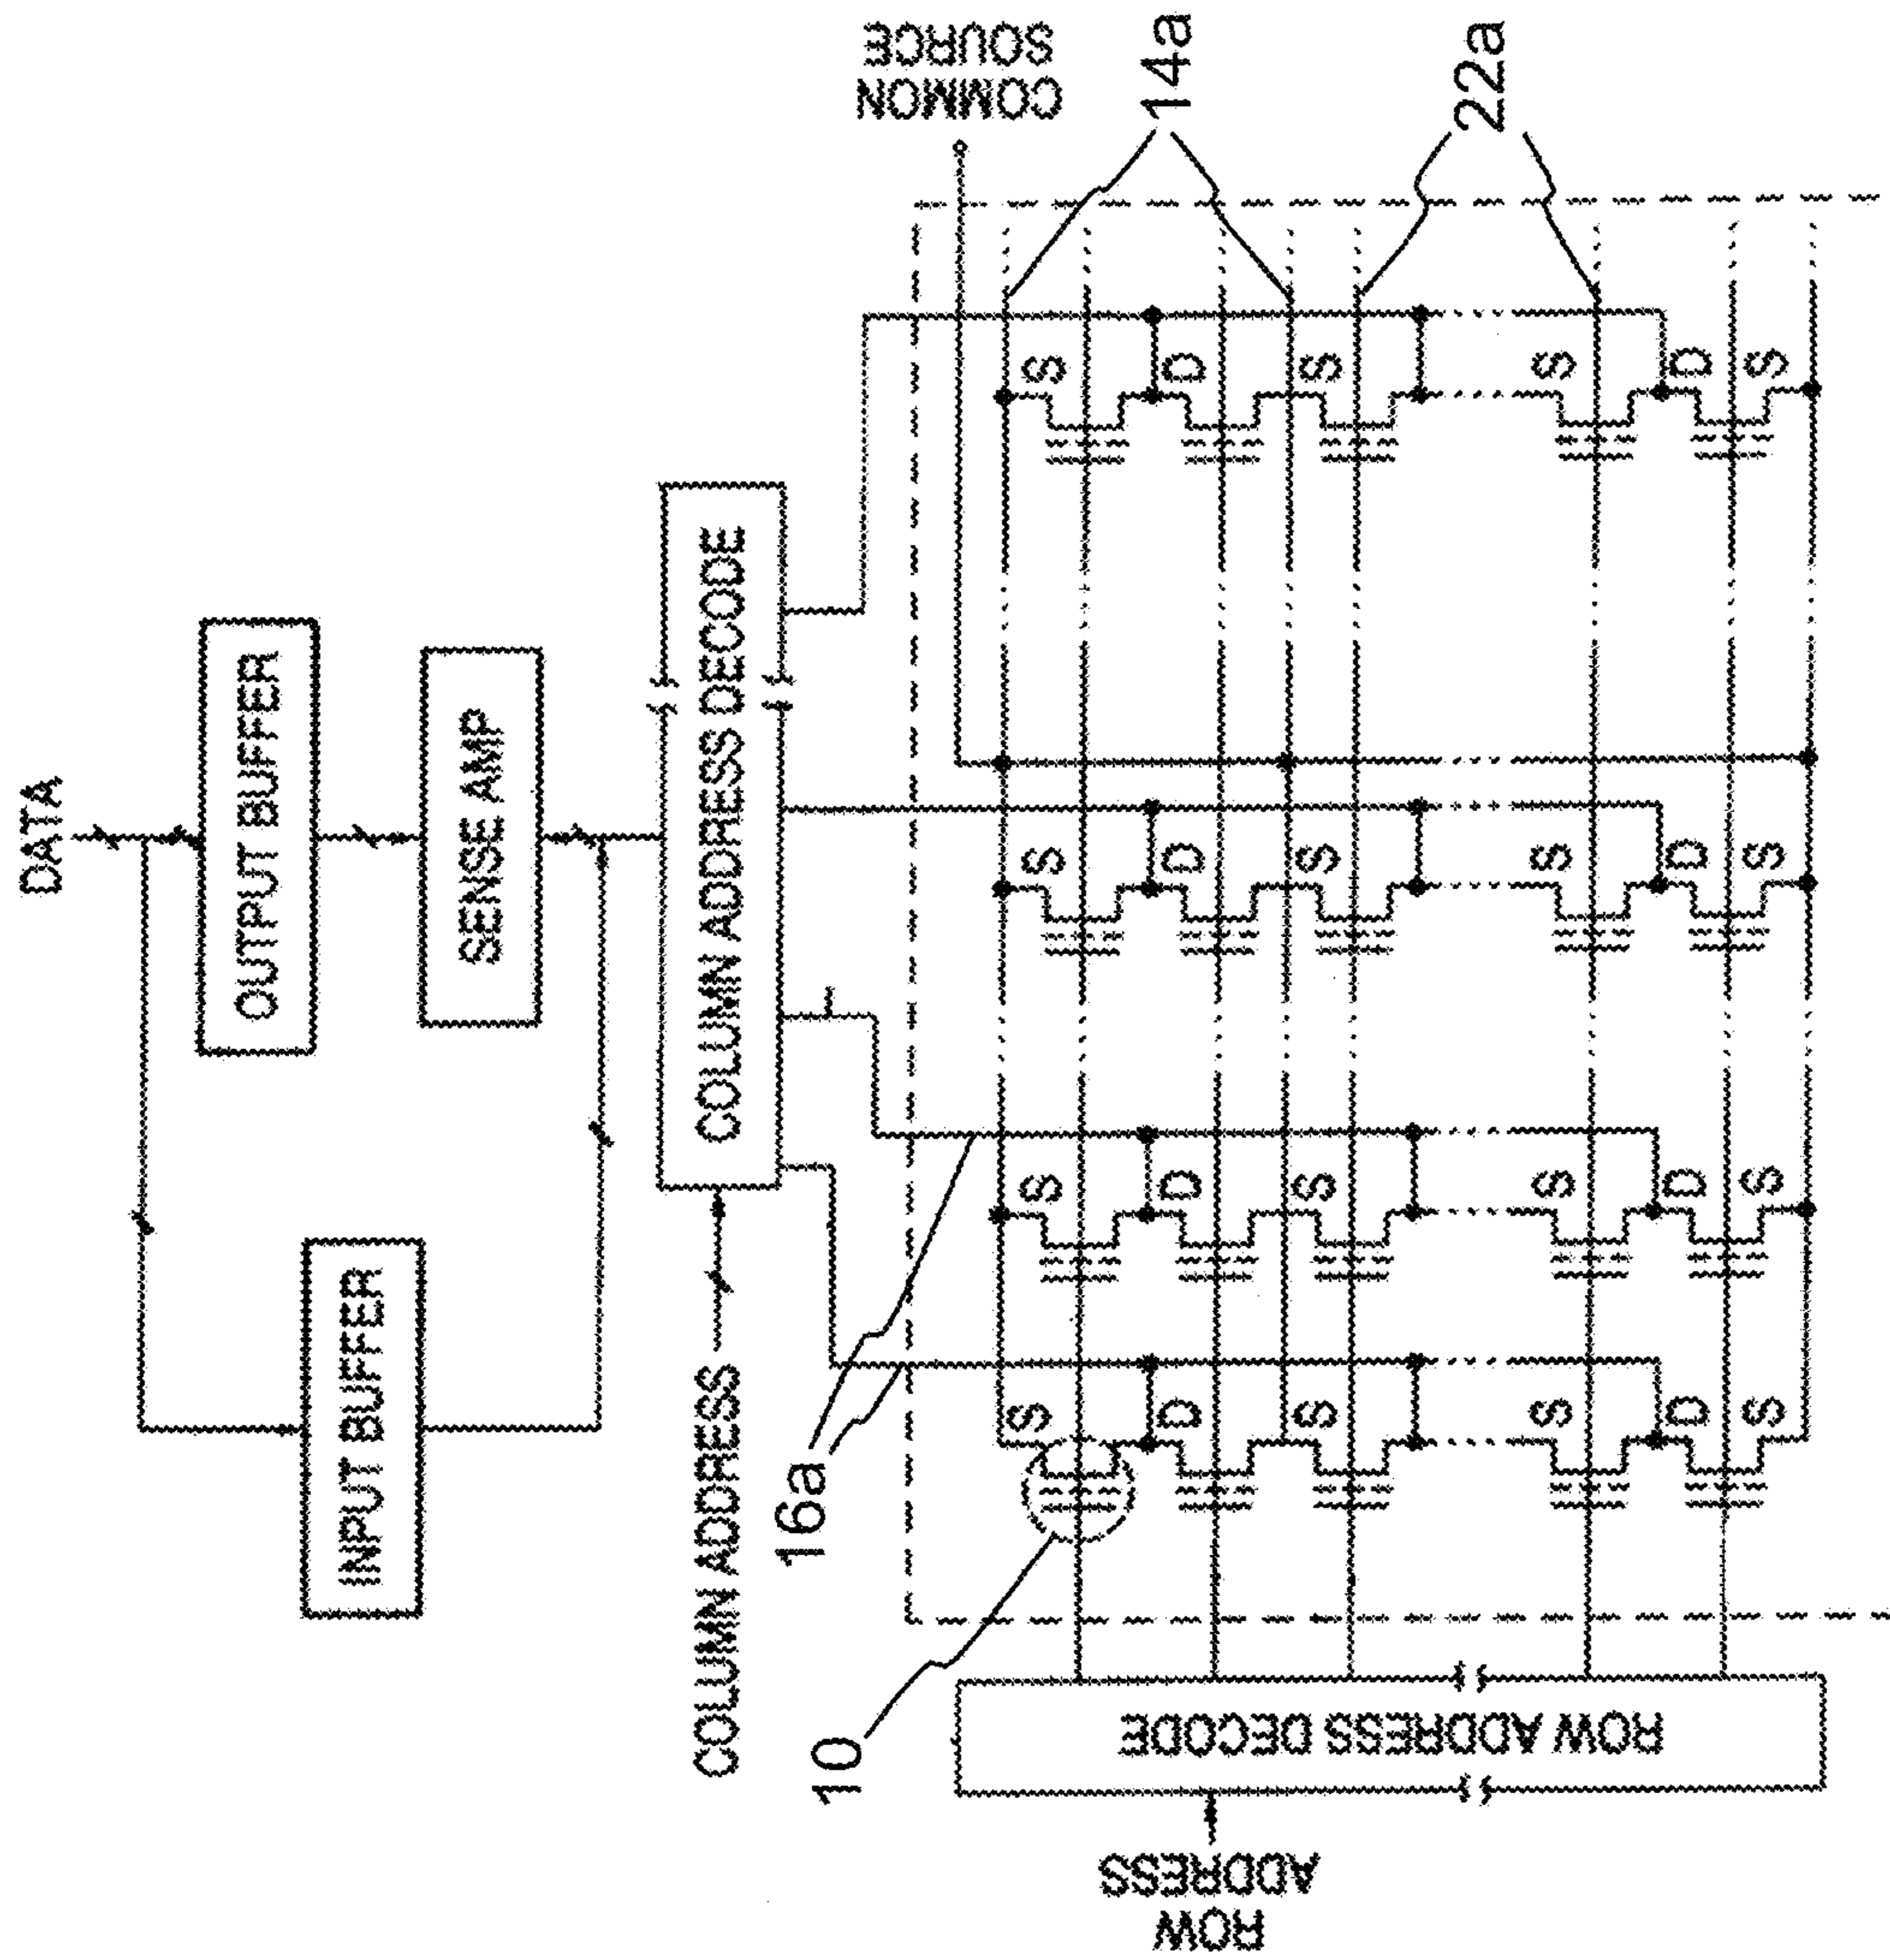 DATA
OUTPUT BUFFER
INPUT BUFFER
SENSE AMP
COLUMN ADDRESS
COLUMN ADDRESS DECODE
COMMON
SOURCE
16a
14a
22a
10
ROW
ADDRESS
ROW ADDRESS DECODE
S
S
S
S
D
D
D
D
S
S
S
S
S
S
S
S
D
D
D
D
S
S
S
S